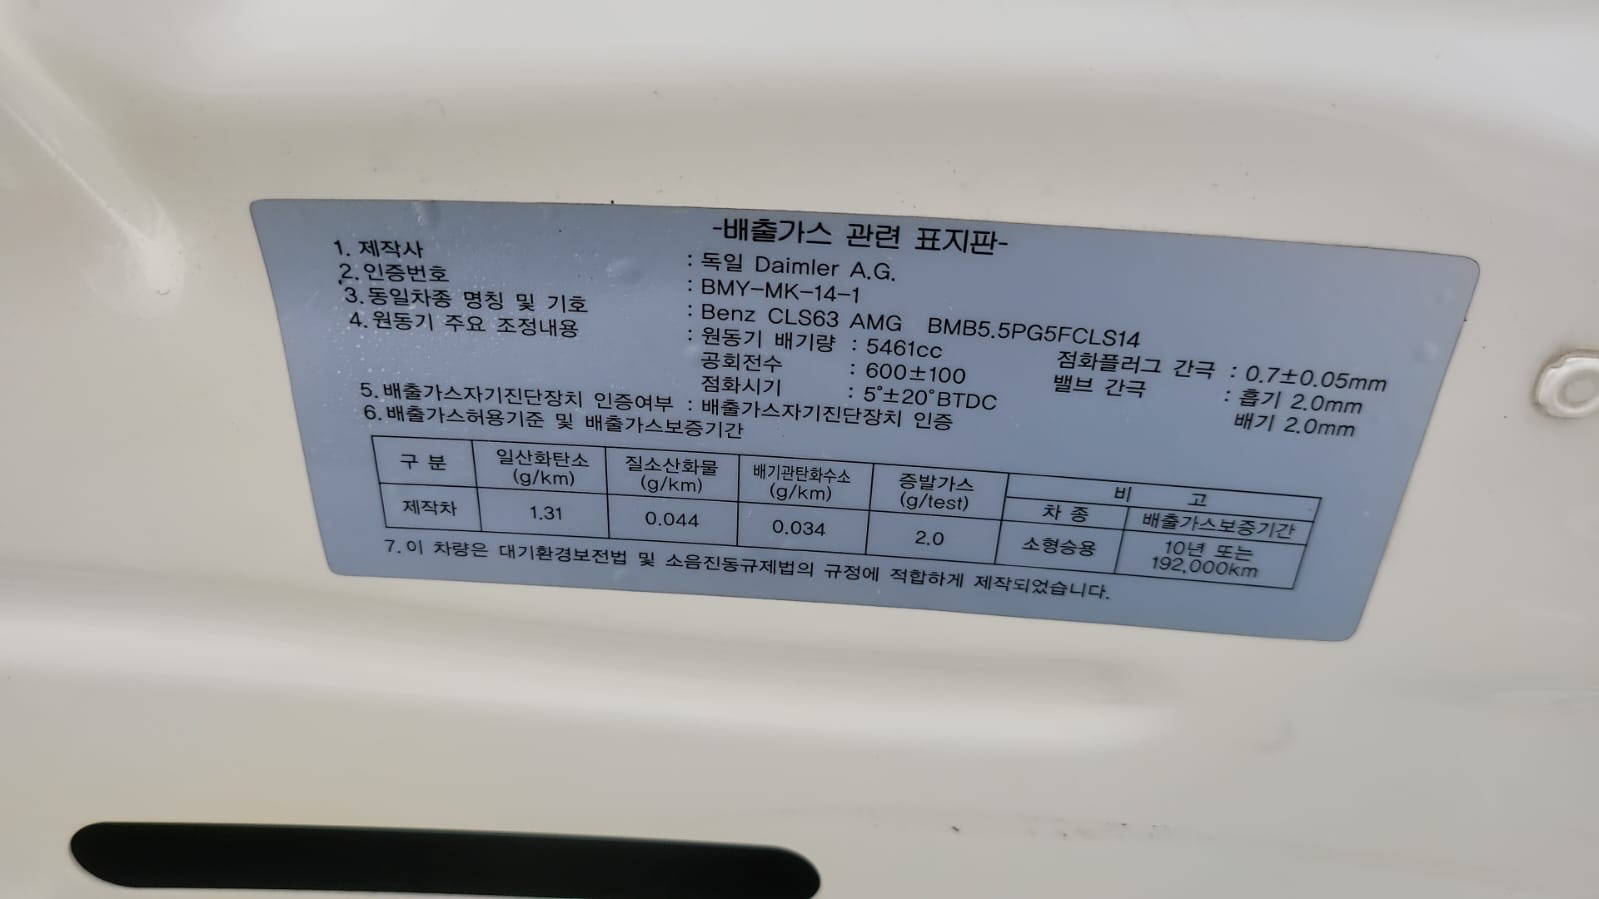 -배출가스 관련 표지판-
1. 제작사 : 독일 Daimler A.G.
2. 인증번호 : BMY-MK-14-1
3. 동일차종 명칭 및 기호 : Benz CLS63 AMG BMB5.5PG5FCLS14
4. 원동기 주요 조정내용 : 원동기 배기량 : 5461cc 점화플러그 간극 : 0.7±0.05mm
공회전수 : 600±100 밸브 간극 : 흡기 2.0mm
점화시기 : 5°±20°BTDC 배기 2.0mm
5. 배출가스자기진단장치 인증여부 : 배출가스자기진단장치 인증
6. 배출가스허용기준 및 배출가스보증기간
구 분 일산화탄소 (g/km) 질소산화물 (g/km) 배기관탄화수소 (g/km) 증발가스 (g/test) 비 고
차 종 배출가스보증기간
제작차 1.31 0.044 0.034 2.0 소형승용 10년 또는 192,000km
7. 이 차량은 대기환경보전법 및 소음진동규제법의 규정에 적합하게 제작되었습니다.